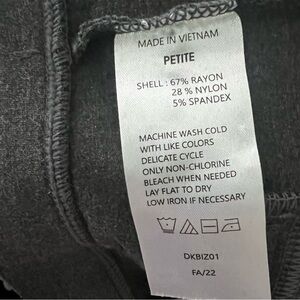 MADE IN VIETNAM
PETITE
SHELL : 67% RAYON
28 % NYLON
5% SPANDEX
MACHINE WASH COLD
WITH LIKE COLORS
DELICATE CYCLE
ONLY NON-CHLORINE
BLEACH WHEN NEEDED
LAY FLAT TO DRY
LOW IRON IF NECESSARY
DKBIZ01
FA/22